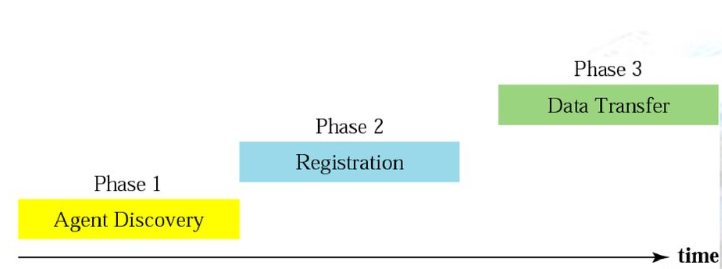 Phase 3
Data Transfer
Phase 2
Registration
Phase 1
Agent Discovery
time